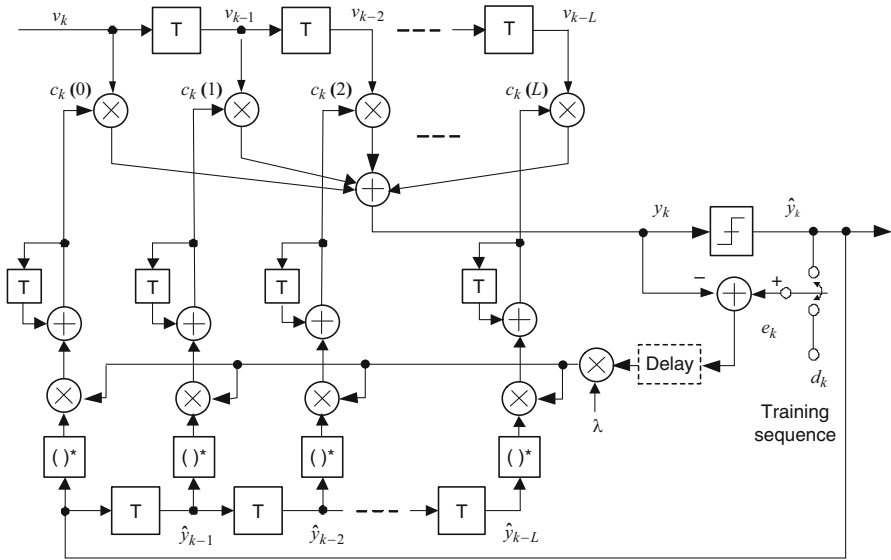 v_k v_{k−1} v_{k−2} v_{k−L}
T T T
c_k (0) c_k (1) c_k (2) c_k (L)
y_k ŷ_k
T T T T
− +
e_k
Delay
d_k
λ
Training
sequence
( )* ( )* ( )* ( )*
T T T
ŷ_{k−1} ŷ_{k−2} ŷ_{k−L}